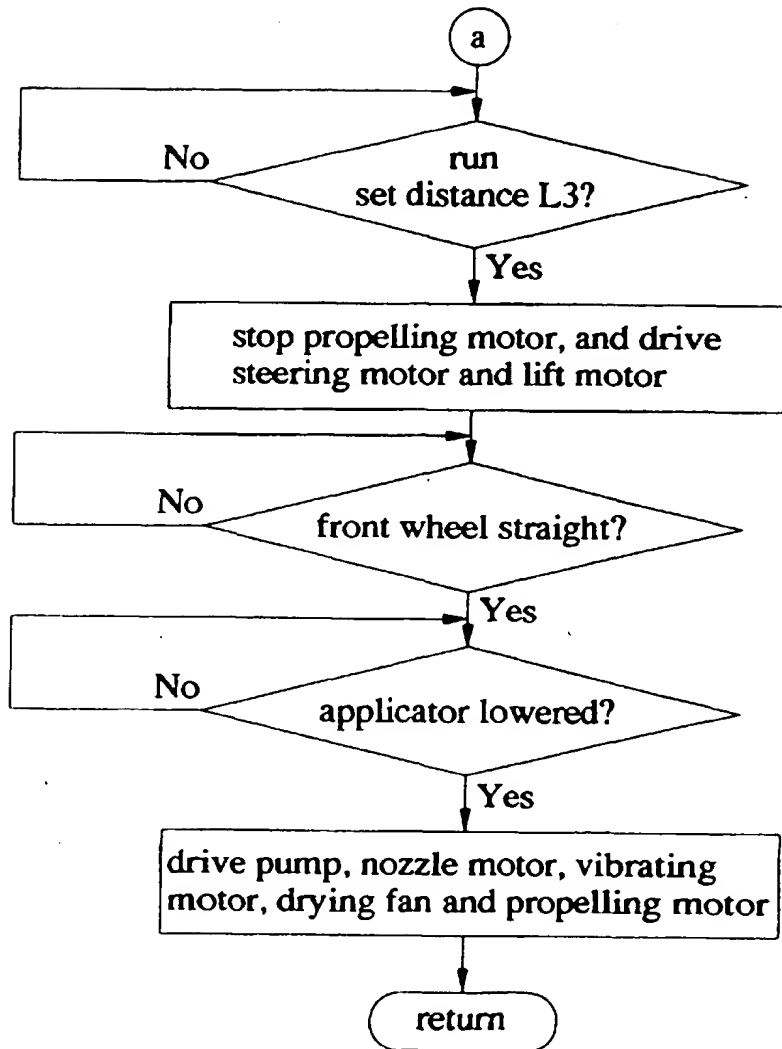 a
No
run
set distance L3?
Yes
stop propelling motor, and drive
steering motor and lift motor
No
front wheel straight?
Yes
No
applicator lowered?
Yes
drive pump, nozzle motor, vibrating
motor, drying fan and propelling motor
return